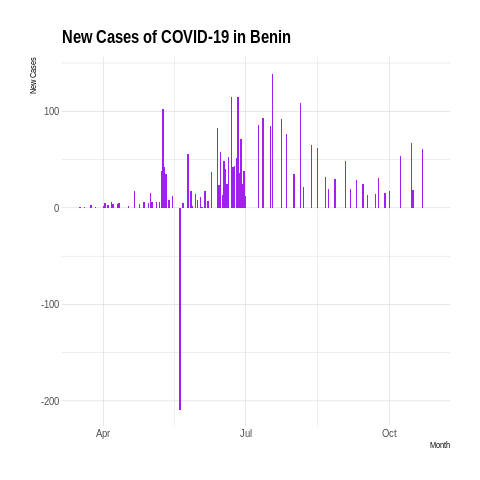 New Cases of COVID-19 in Benin
New Cases
100
0
-100
-200
Apr
Jul
Oct
Month